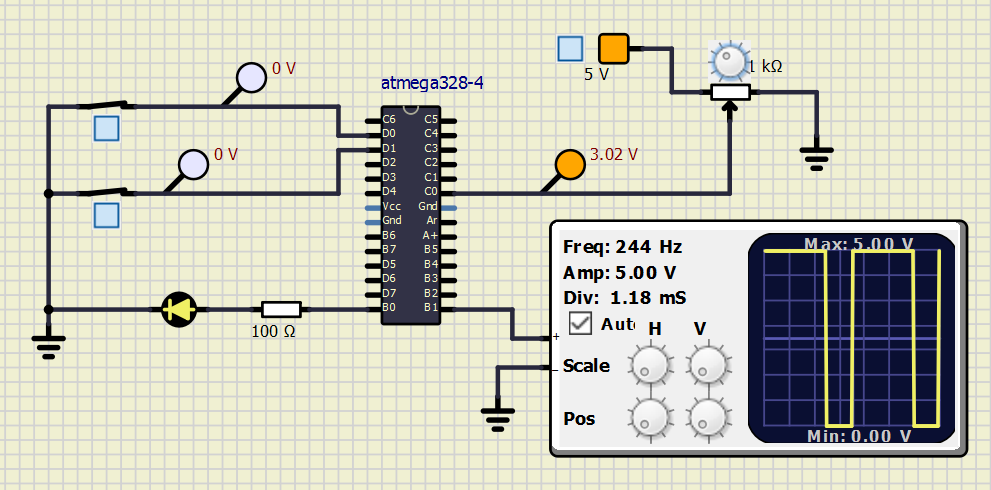 5 V
1 kΩ
0 V
atmega328-4
0 V
3.02 V
C6 C5
D0 C4
D1 C3
D2 C2
D3 C1
D4 C0
Vcc Gnd
Gnd Ar
B6 A+
B7 B5
D5 B4
D6 B3
D7 B2
B0 B1
100 Ω
Freq: 244 Hz
Amp: 5.00 V
Div: 1.18 mS
Auto H V
Scale
Pos
+
–
Max: 5.00 V
Min: 0.00 V